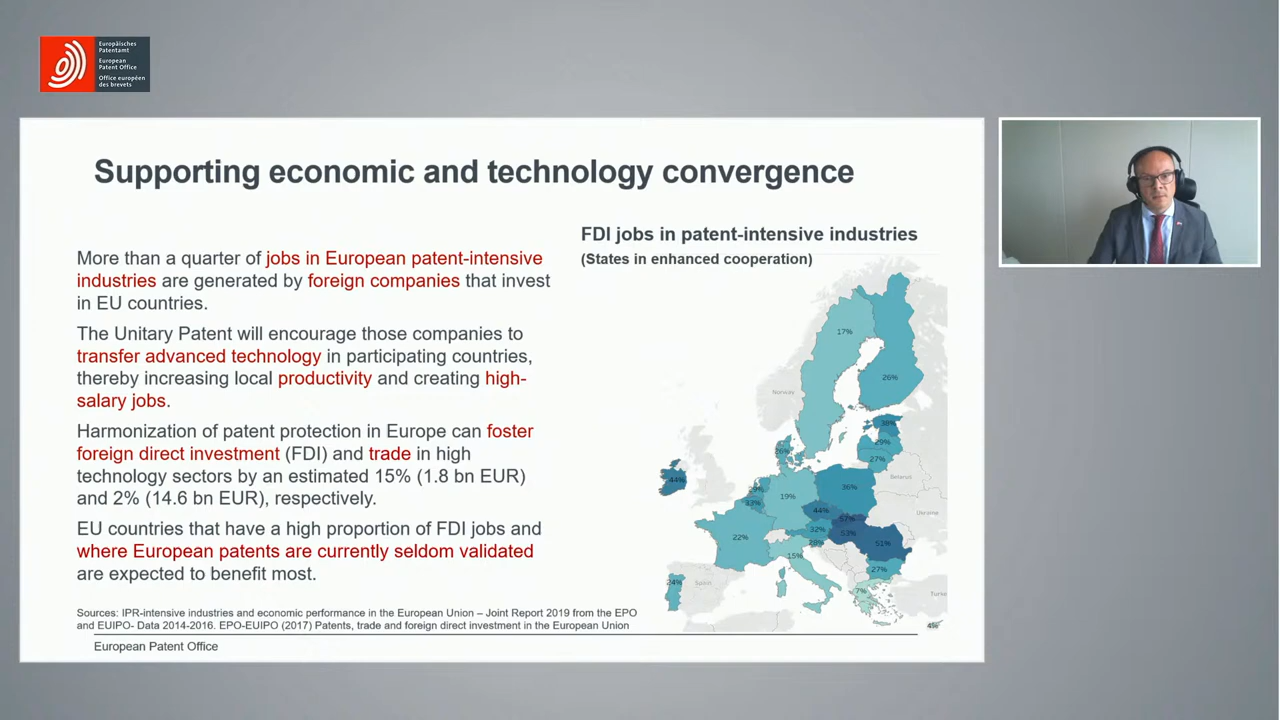 Europäisches
Patentamt
European
Patent Office
Office européen
des brevets
Supporting economic and technology convergence
More than a quarter of jobs in European patent-intensive
industries are generated by foreign companies that invest
in EU countries.
The Unitary Patent will encourage those companies to
transfer advanced technology in participating countries,
thereby increasing local productivity and creating high-
salary jobs.
Harmonization of patent protection in Europe can foster
foreign direct investment (FDI) and trade in high
technology sectors by an estimated 15% (1.8 bn EUR)
and 2% (14.6 bn EUR), respectively.
EU countries that have a high proportion of FDI jobs and
where European patents are currently seldom validated
are expected to benefit most.
FDI jobs in patent-intensive industries
(States in enhanced cooperation)
17%
26%
Norway
38%
29%
27%
26%
44%
Belarus
19%
36%
33%
44%
Ukraine
57%
53%
32%
28%
51%
22%
15%
27%
24%
Spain
7%
Turke
4%
Sources: IPR-intensive industries and economic performance in the European Union – Joint Report 2019 from the EPO
and EUIPO- Data 2014-2016. EPO-EUIPO (2017) Patents, trade and foreign direct investment in the European Union
European Patent Office